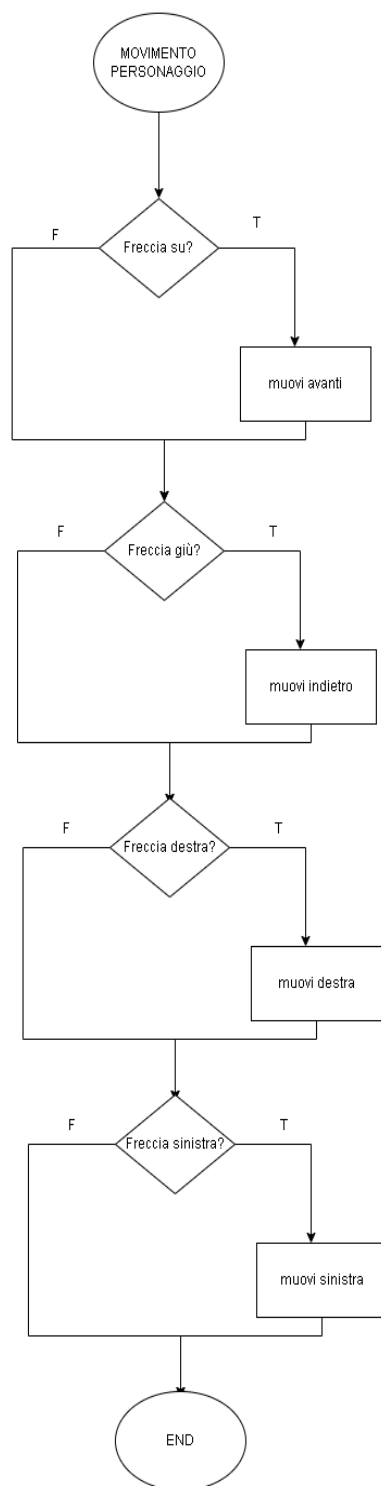 MOVIMENTO
PERSONAGGIO
F
T
Freccia su?
muovi avanti
F
T
Freccia giù?
muovi indietro
F
T
Freccia destra?
muovi destra
F
T
Freccia sinistra?
muovi sinistra
END